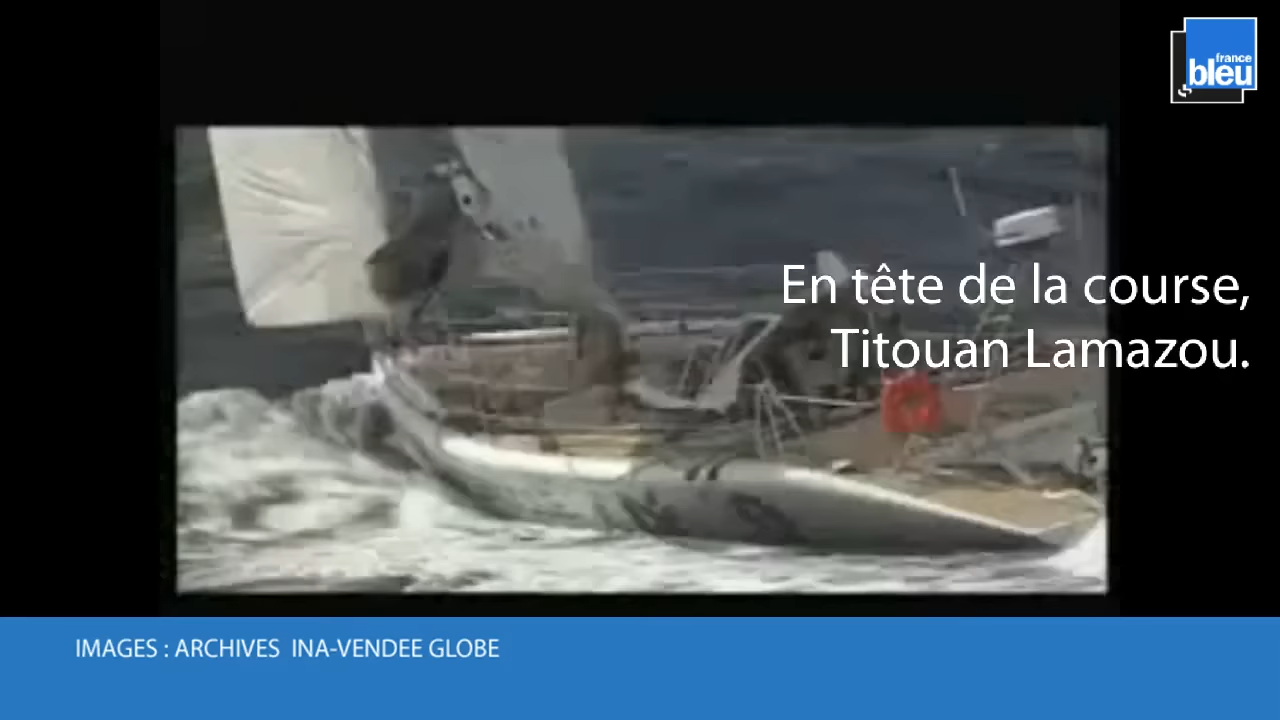 france
bleu
En tête de la course,
Titouan Lamazou.
IMAGES : ARCHIVES INA-VENDEE GLOBE